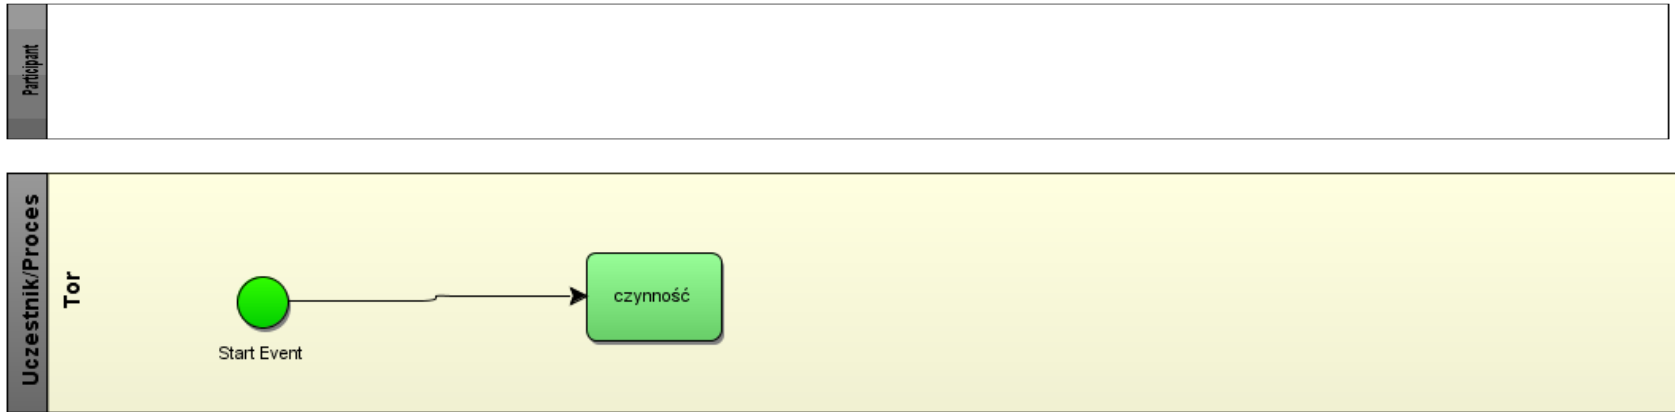 Participant
Uczestnik/Proces
Tor
Start Event
czynność